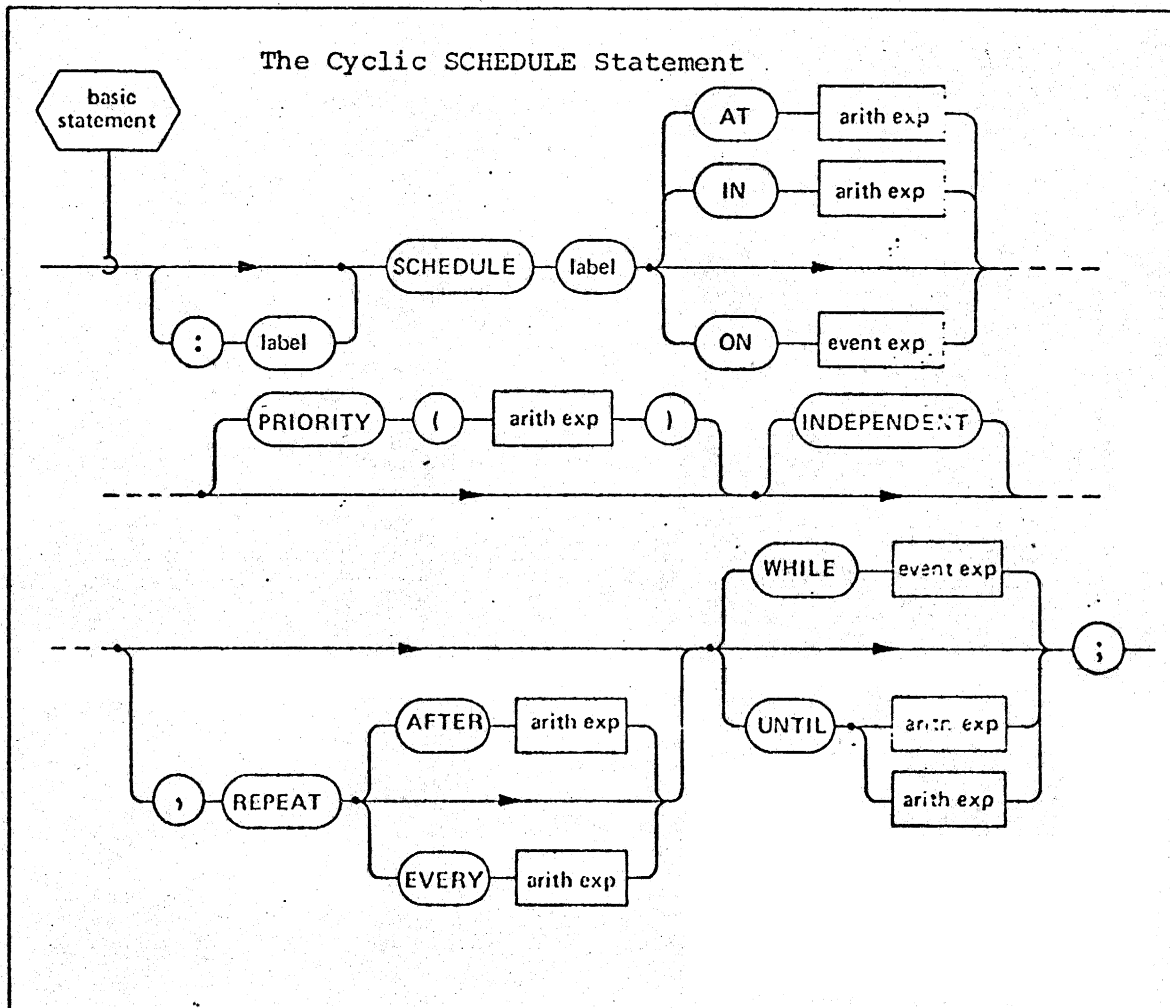 The Cyclic SCHEDULE Statement
basic
statement
AT arith exp
IN arith exp
SCHEDULE label
: label
ON event exp
PRIORITY ( arith exp ) INDEPENDENT
WHILE event exp
;
AFTER arith exp
UNTIL arith exp
, REPEAT
arith exp
EVERY arith exp